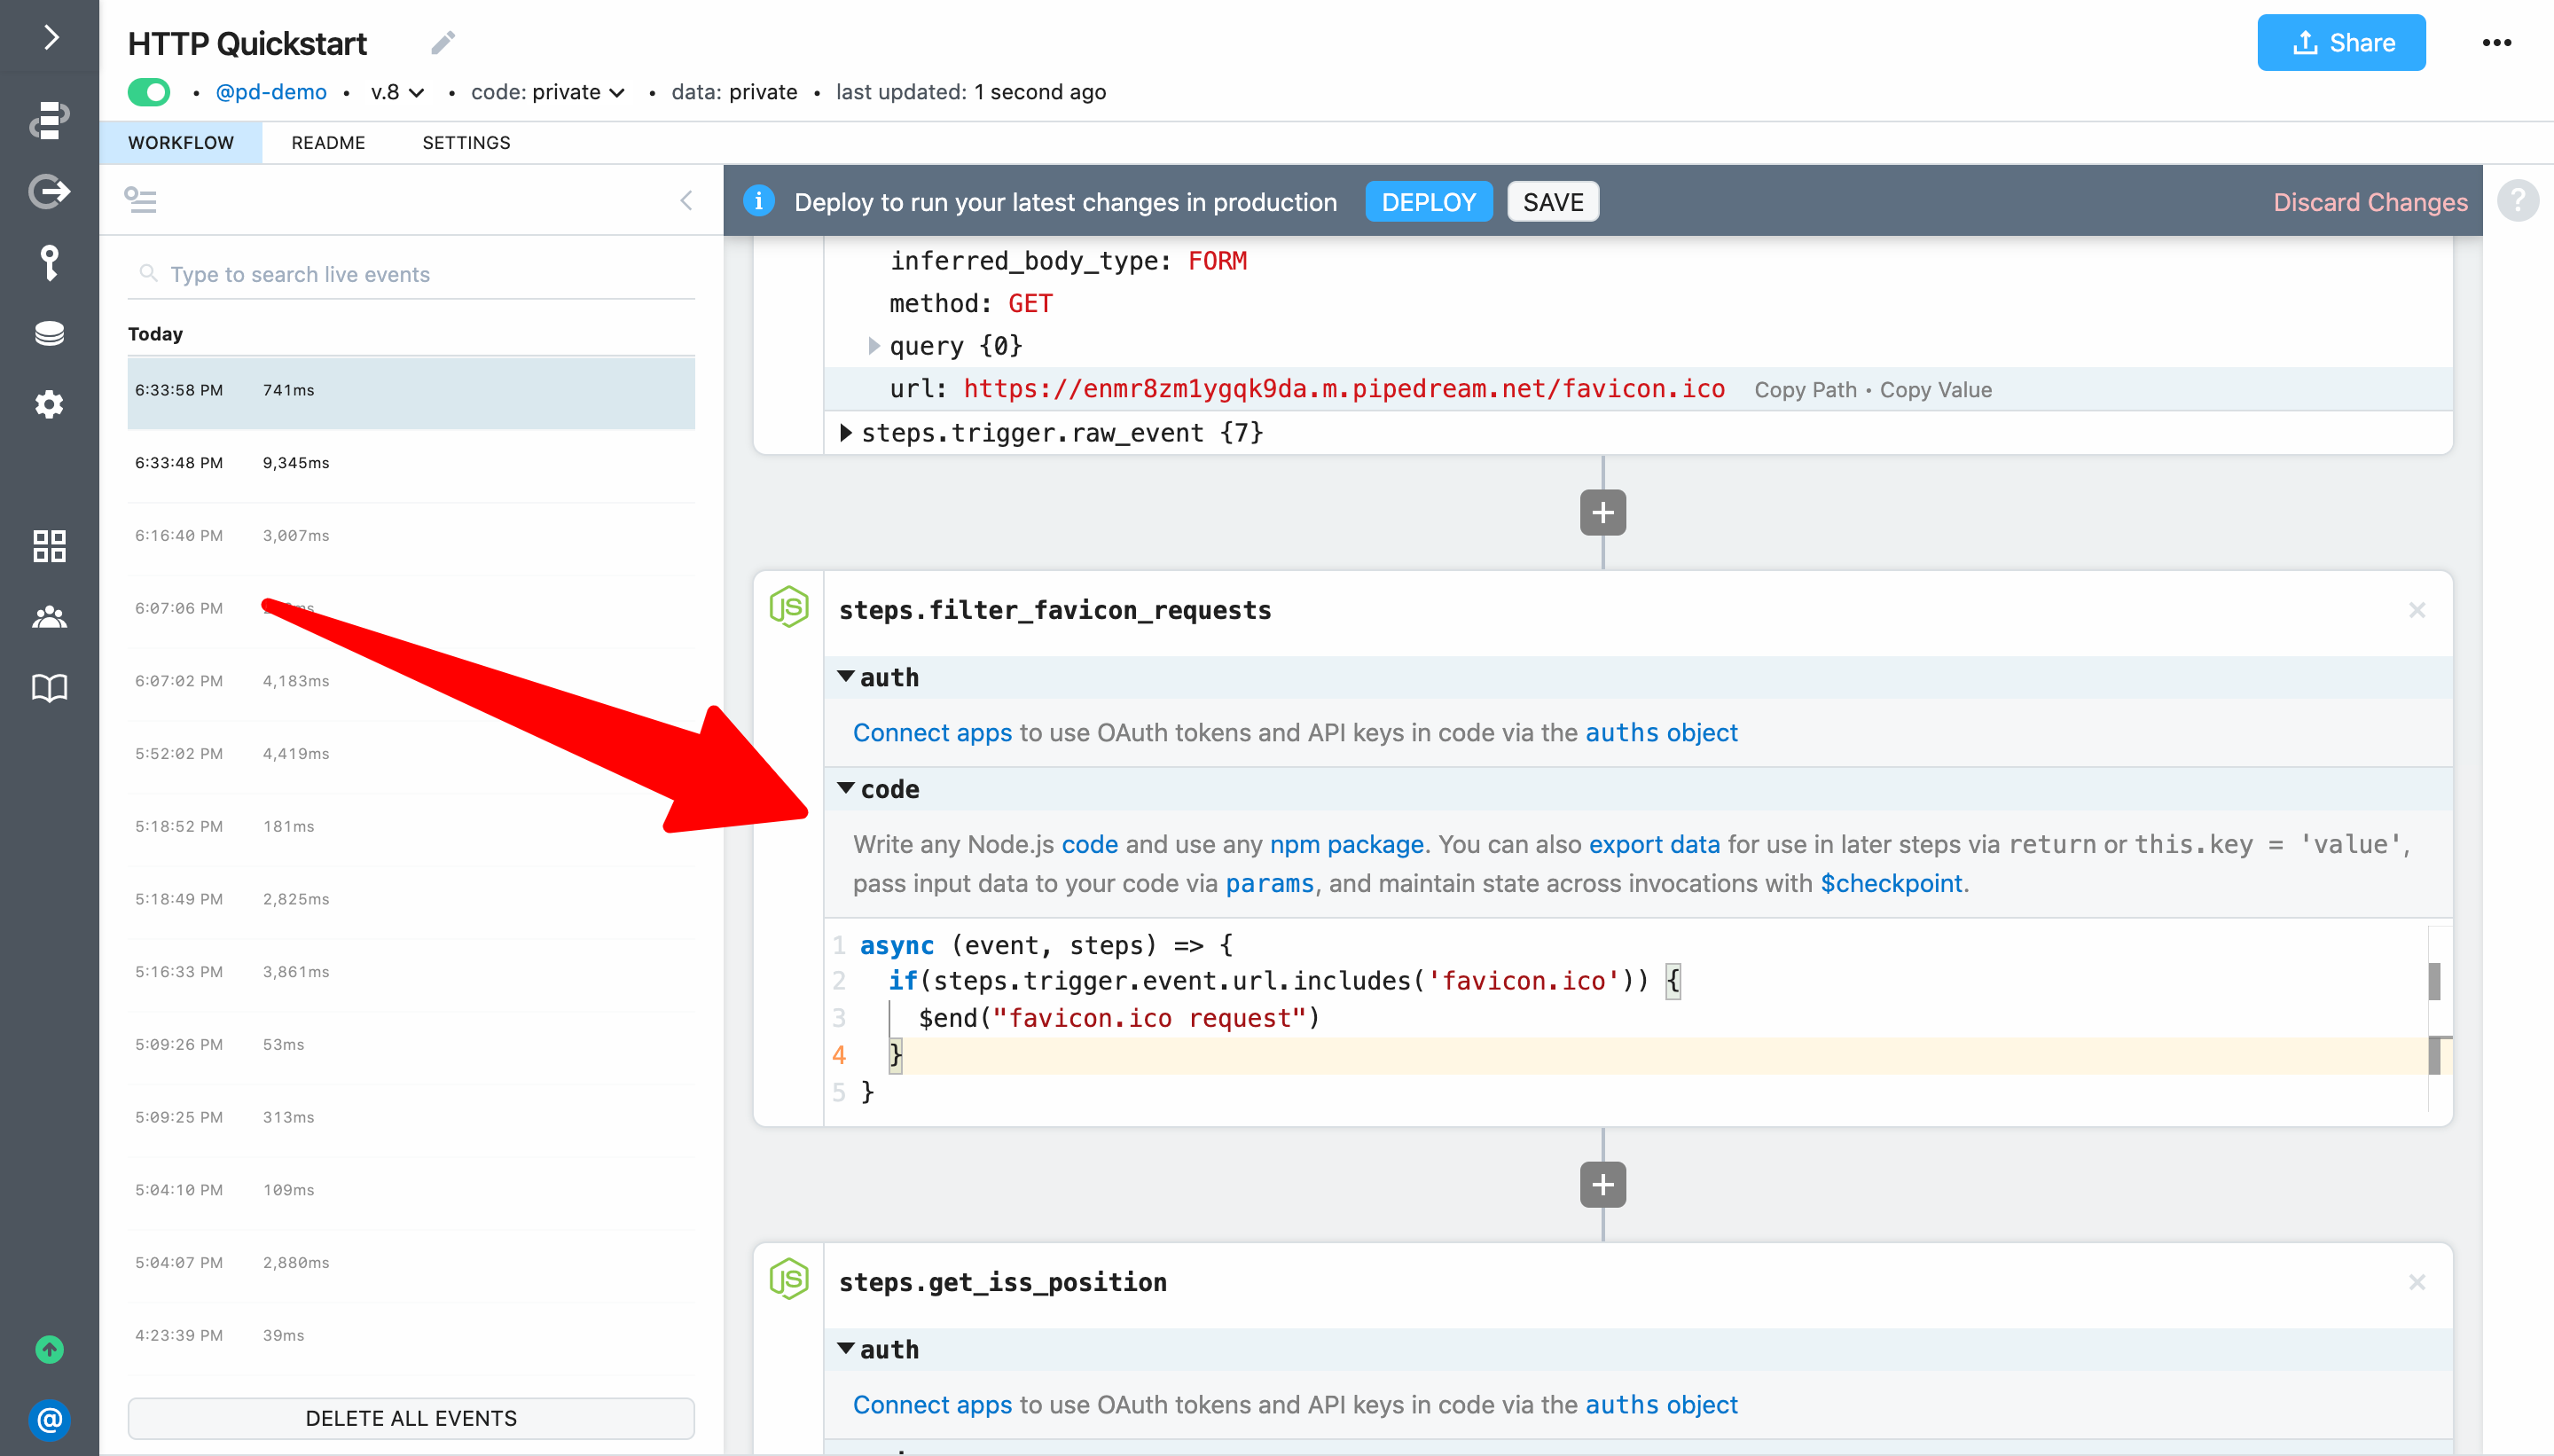 HTTP Quickstart
Share
• @pd-demo • v.8 • code: private • data: private • last updated: 1 second ago
WORKFLOW README SETTINGS
Deploy to run your latest changes in production DEPLOY SAVE Discard Changes ?
Type to search live events
Today
6:33:58 PM 741ms
6:33:48 PM 9,345ms
6:16:40 PM 3,007ms
6:07:06 PM
6:07:02 PM 4,183ms
5:52:02 PM 4,419ms
5:18:52 PM 181ms
5:18:49 PM 2,825ms
5:16:33 PM 3,861ms
5:09:26 PM 53ms
5:09:25 PM 313ms
5:04:10 PM 109ms
5:04:07 PM 2,880ms
4:23:39 PM 39ms
DELETE ALL EVENTS
inferred_body_type: FORM
method: GET
query {0}
url: https://enmr8zm1ygqk9da.m.pipedream.net/favicon.ico Copy Path • Copy Value
steps.trigger.raw_event {7}
JS steps.filter_favicon_requests
auth
Connect apps to use OAuth tokens and API keys in code via the auths object
code
Write any Node.js code and use any npm package. You can also export data for use in later steps via return or this.key = 'value',
pass input data to your code via params, and maintain state across invocations with $checkpoint.
1 async (event, steps) => {
2 if(steps.trigger.event.url.includes('favicon.ico')) {
3 $end("favicon.ico request")
4 }
5 }
JS steps.get_iss_position
auth
Connect apps to use OAuth tokens and API keys in code via the auths object